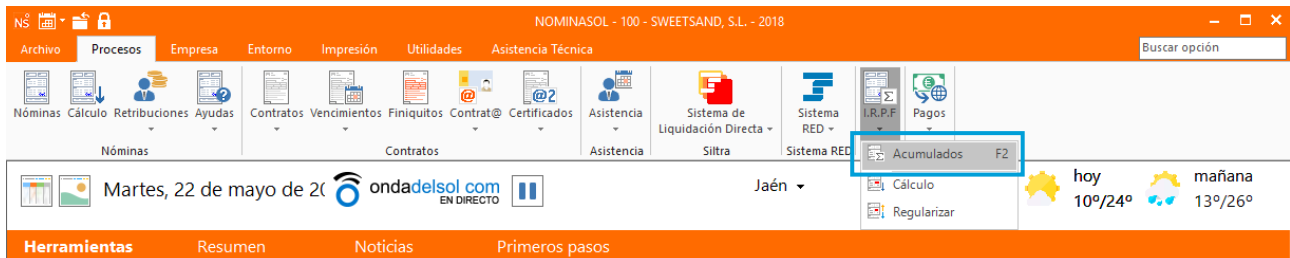 NOMINASOL - 100 - SWEETSAND, S.L. - 2018
Archivo Procesos Empresa Entorno Impresión Utilidades Asistencia Técnica Buscar opción
Nóminas Cálculo Retribuciones Ayudas Contratos Vencimientos Finiquitos Contrat@ Certificados Asistencia Sistema de Liquidación Directa Sistema RED I.R.P.F Pagos
Nóminas Contratos Asistencia Siltra Sistema RED
Acumulados F2
Cálculo
Regularizar
Martes, 22 de mayo de 2
ondadelsol com
EN DIRECTO
Jaén
hoy
10º/24º
mañana
13º/26º
Herramientas Resumen Noticias Primeros pasos